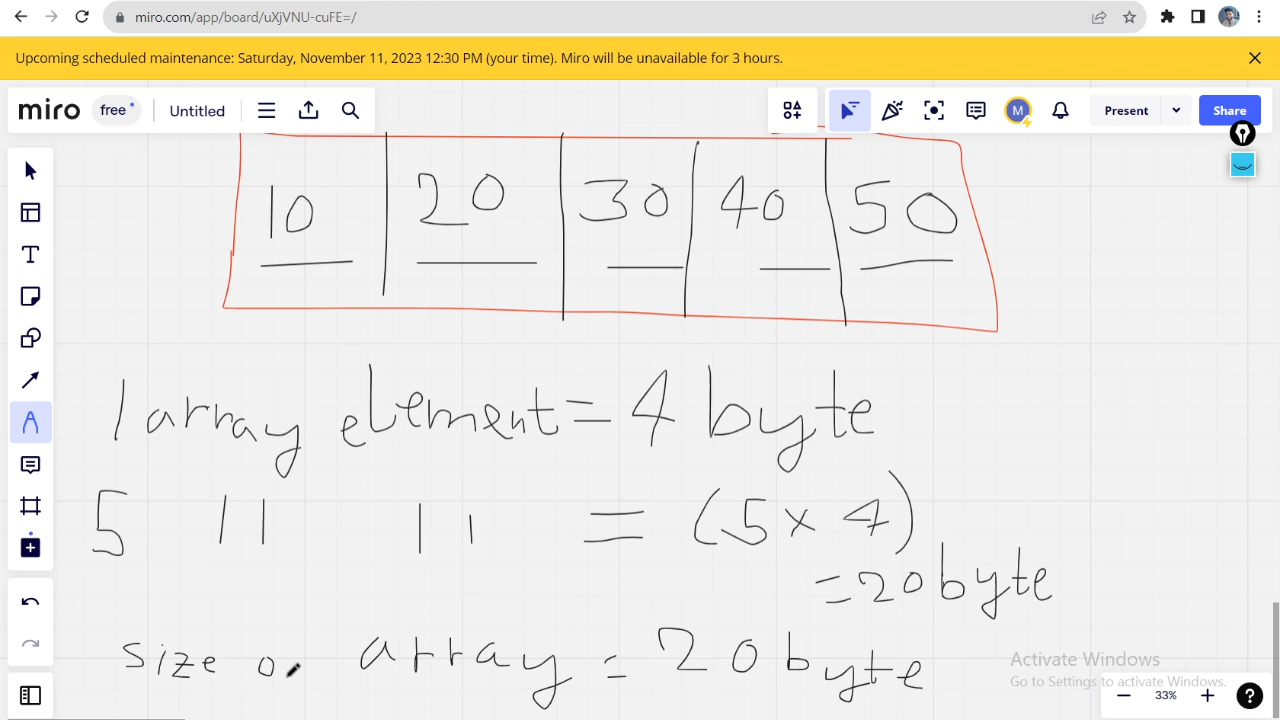 miro.com/app/board/uXjVNU-cuFE=/
Upcoming scheduled maintenance: Saturday, November 11, 2023 12:30 PM (your time). Miro will be unavailable for 3 hours.
miro free Untitled M Present Share
10 20 30 40 50
1 array element = 4 byte
5 11 11 = (5 x 4)
= 20 byte
size o array = 20 byte
Activate Windows
Go to Settings to activate Windows.
33%